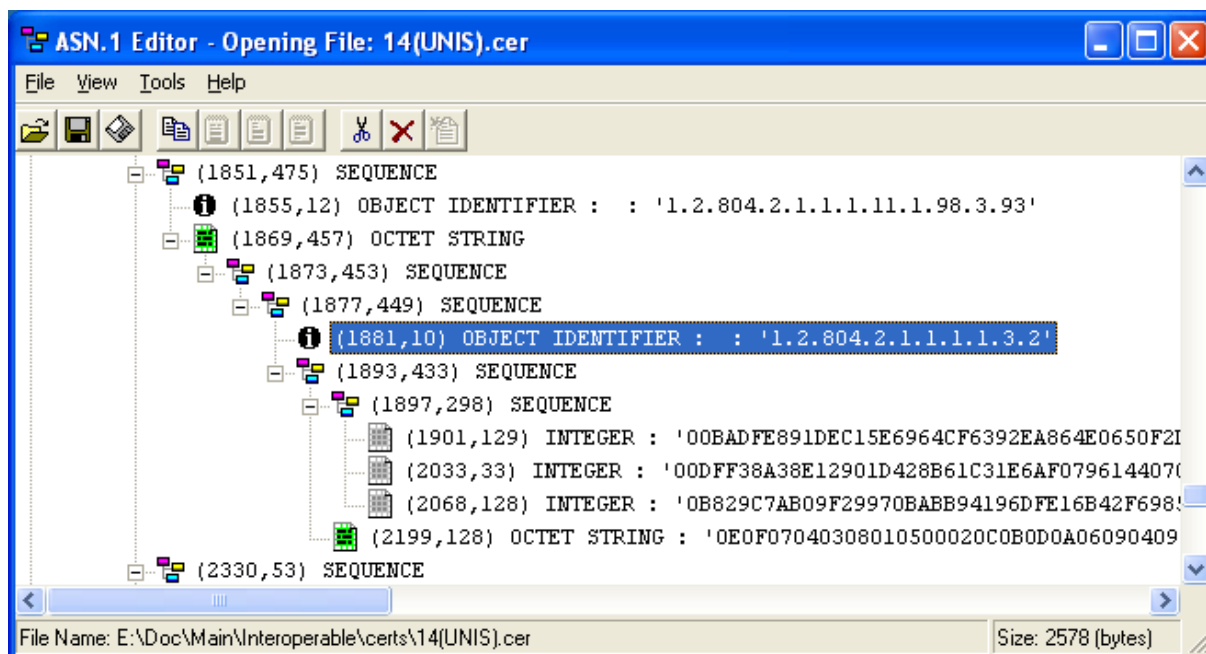 ASN.1 Editor - Opening File: 14(UNIS).cer
File View Tools Help
(1851,475) SEQUENCE
(1855,12) OBJECT IDENTIFIER : : '1.2.804.2.1.1.1.11.1.98.3.93'
(1869,457) OCTET STRING
(1873,453) SEQUENCE
(1877,449) SEQUENCE
(1881,10) OBJECT IDENTIFIER : : '1.2.804.2.1.1.1.1.3.2'
(1893,433) SEQUENCE
(1897,298) SEQUENCE
(1901,129) INTEGER : '00BADFE891DEC15E6964CF6392EA864E0650F2
(2033,33) INTEGER : '00DFF38A38E12901D428B61C31E6AF079614407
(2068,128) INTEGER : '0B829C7AB09F29970BABB94196DFE16B42F698
(2199,128) OCTET STRING : '0E0F07040308010500020C0B0D0A06090409
(2330,53) SEQUENCE
File Name: E:\Doc\Main\Interoperable\certs\14(UNIS).cer Size: 2578 (bytes)